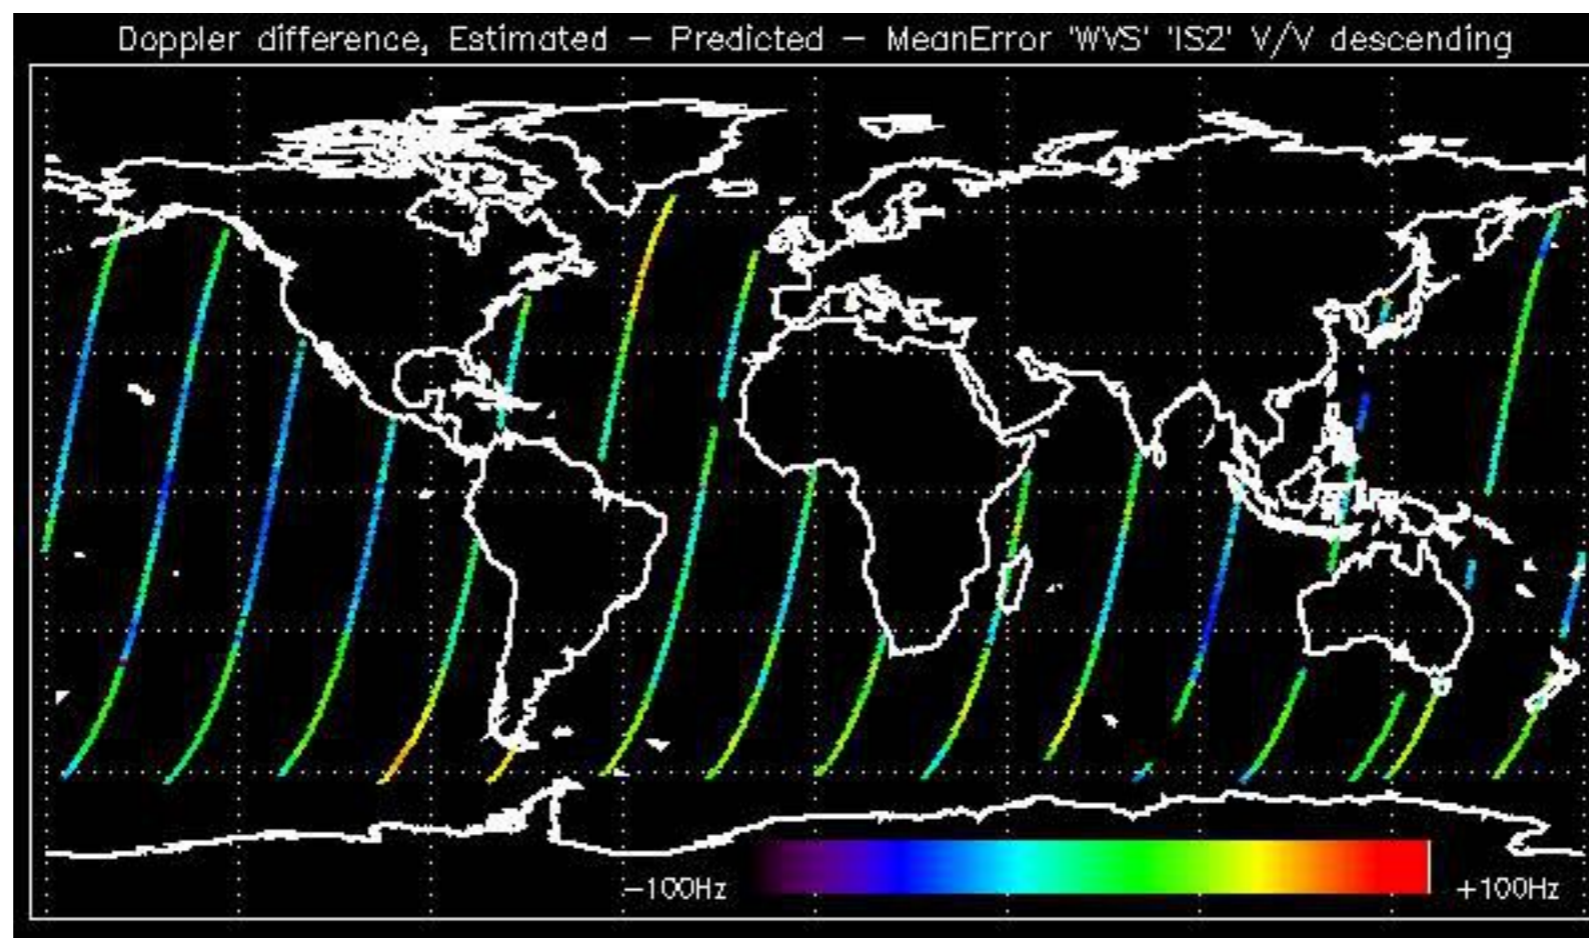 Doppler difference, Estimated - Predicted - MeanError 'WVS' 'IS2' V/V descending
-100Hz
+100Hz